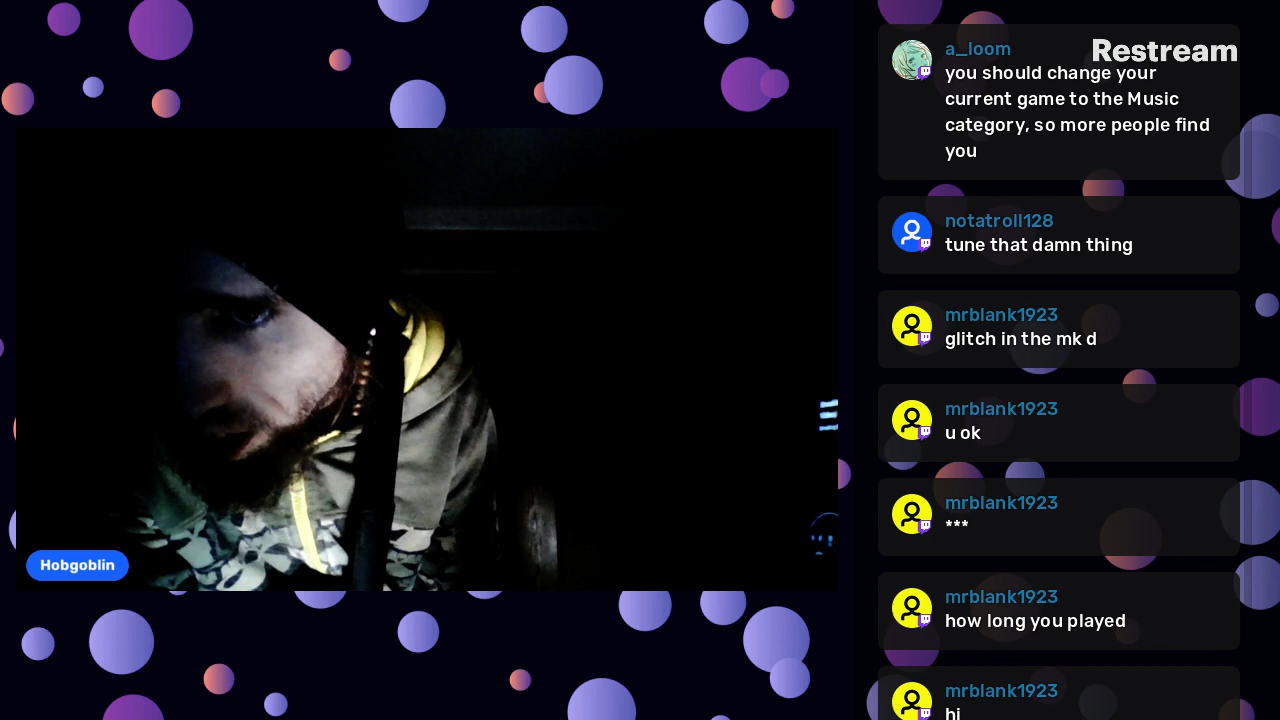 Restream
a_loom
you should change your
current game to the Music
category, so more people find
you
notatroll128
tune that damn thing
mrblank1923
glitch in the mk d
mrblank1923
u ok
mrblank1923
***
mrblank1923
how long you played
mrblank1923
hi
Hobgoblin